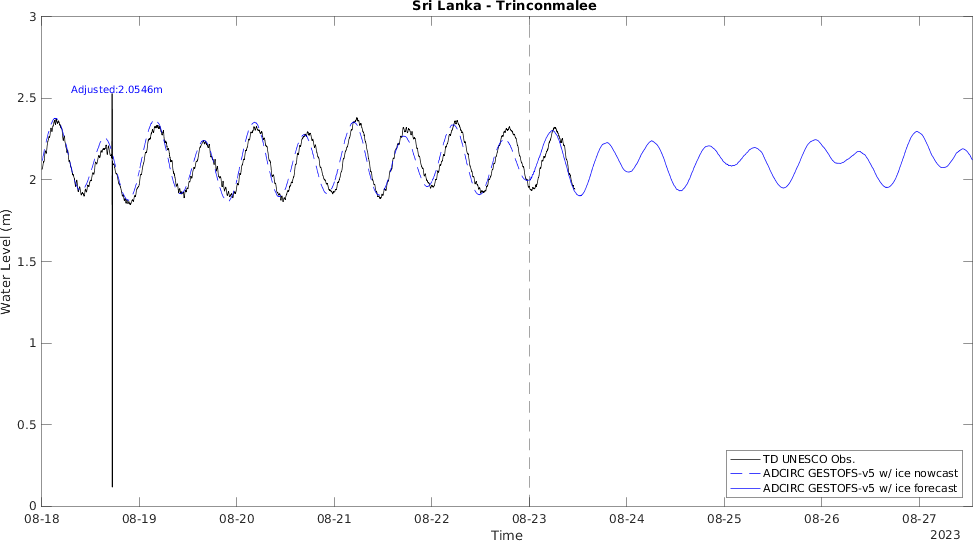 Sri Lanka - Trinconmalee
Adjusted:2.0546m
3
2.5
2
1.5
1
0.5
0
Water Level (m)
08-18 08-19 08-20 08-21 08-22 08-23 08-24 08-25 08-26 08-27
Time
2023
TD UNESCO Obs.
ADCIRC GESTOFS-v5 w/ ice nowcast
ADCIRC GESTOFS-v5 w/ ice forecast